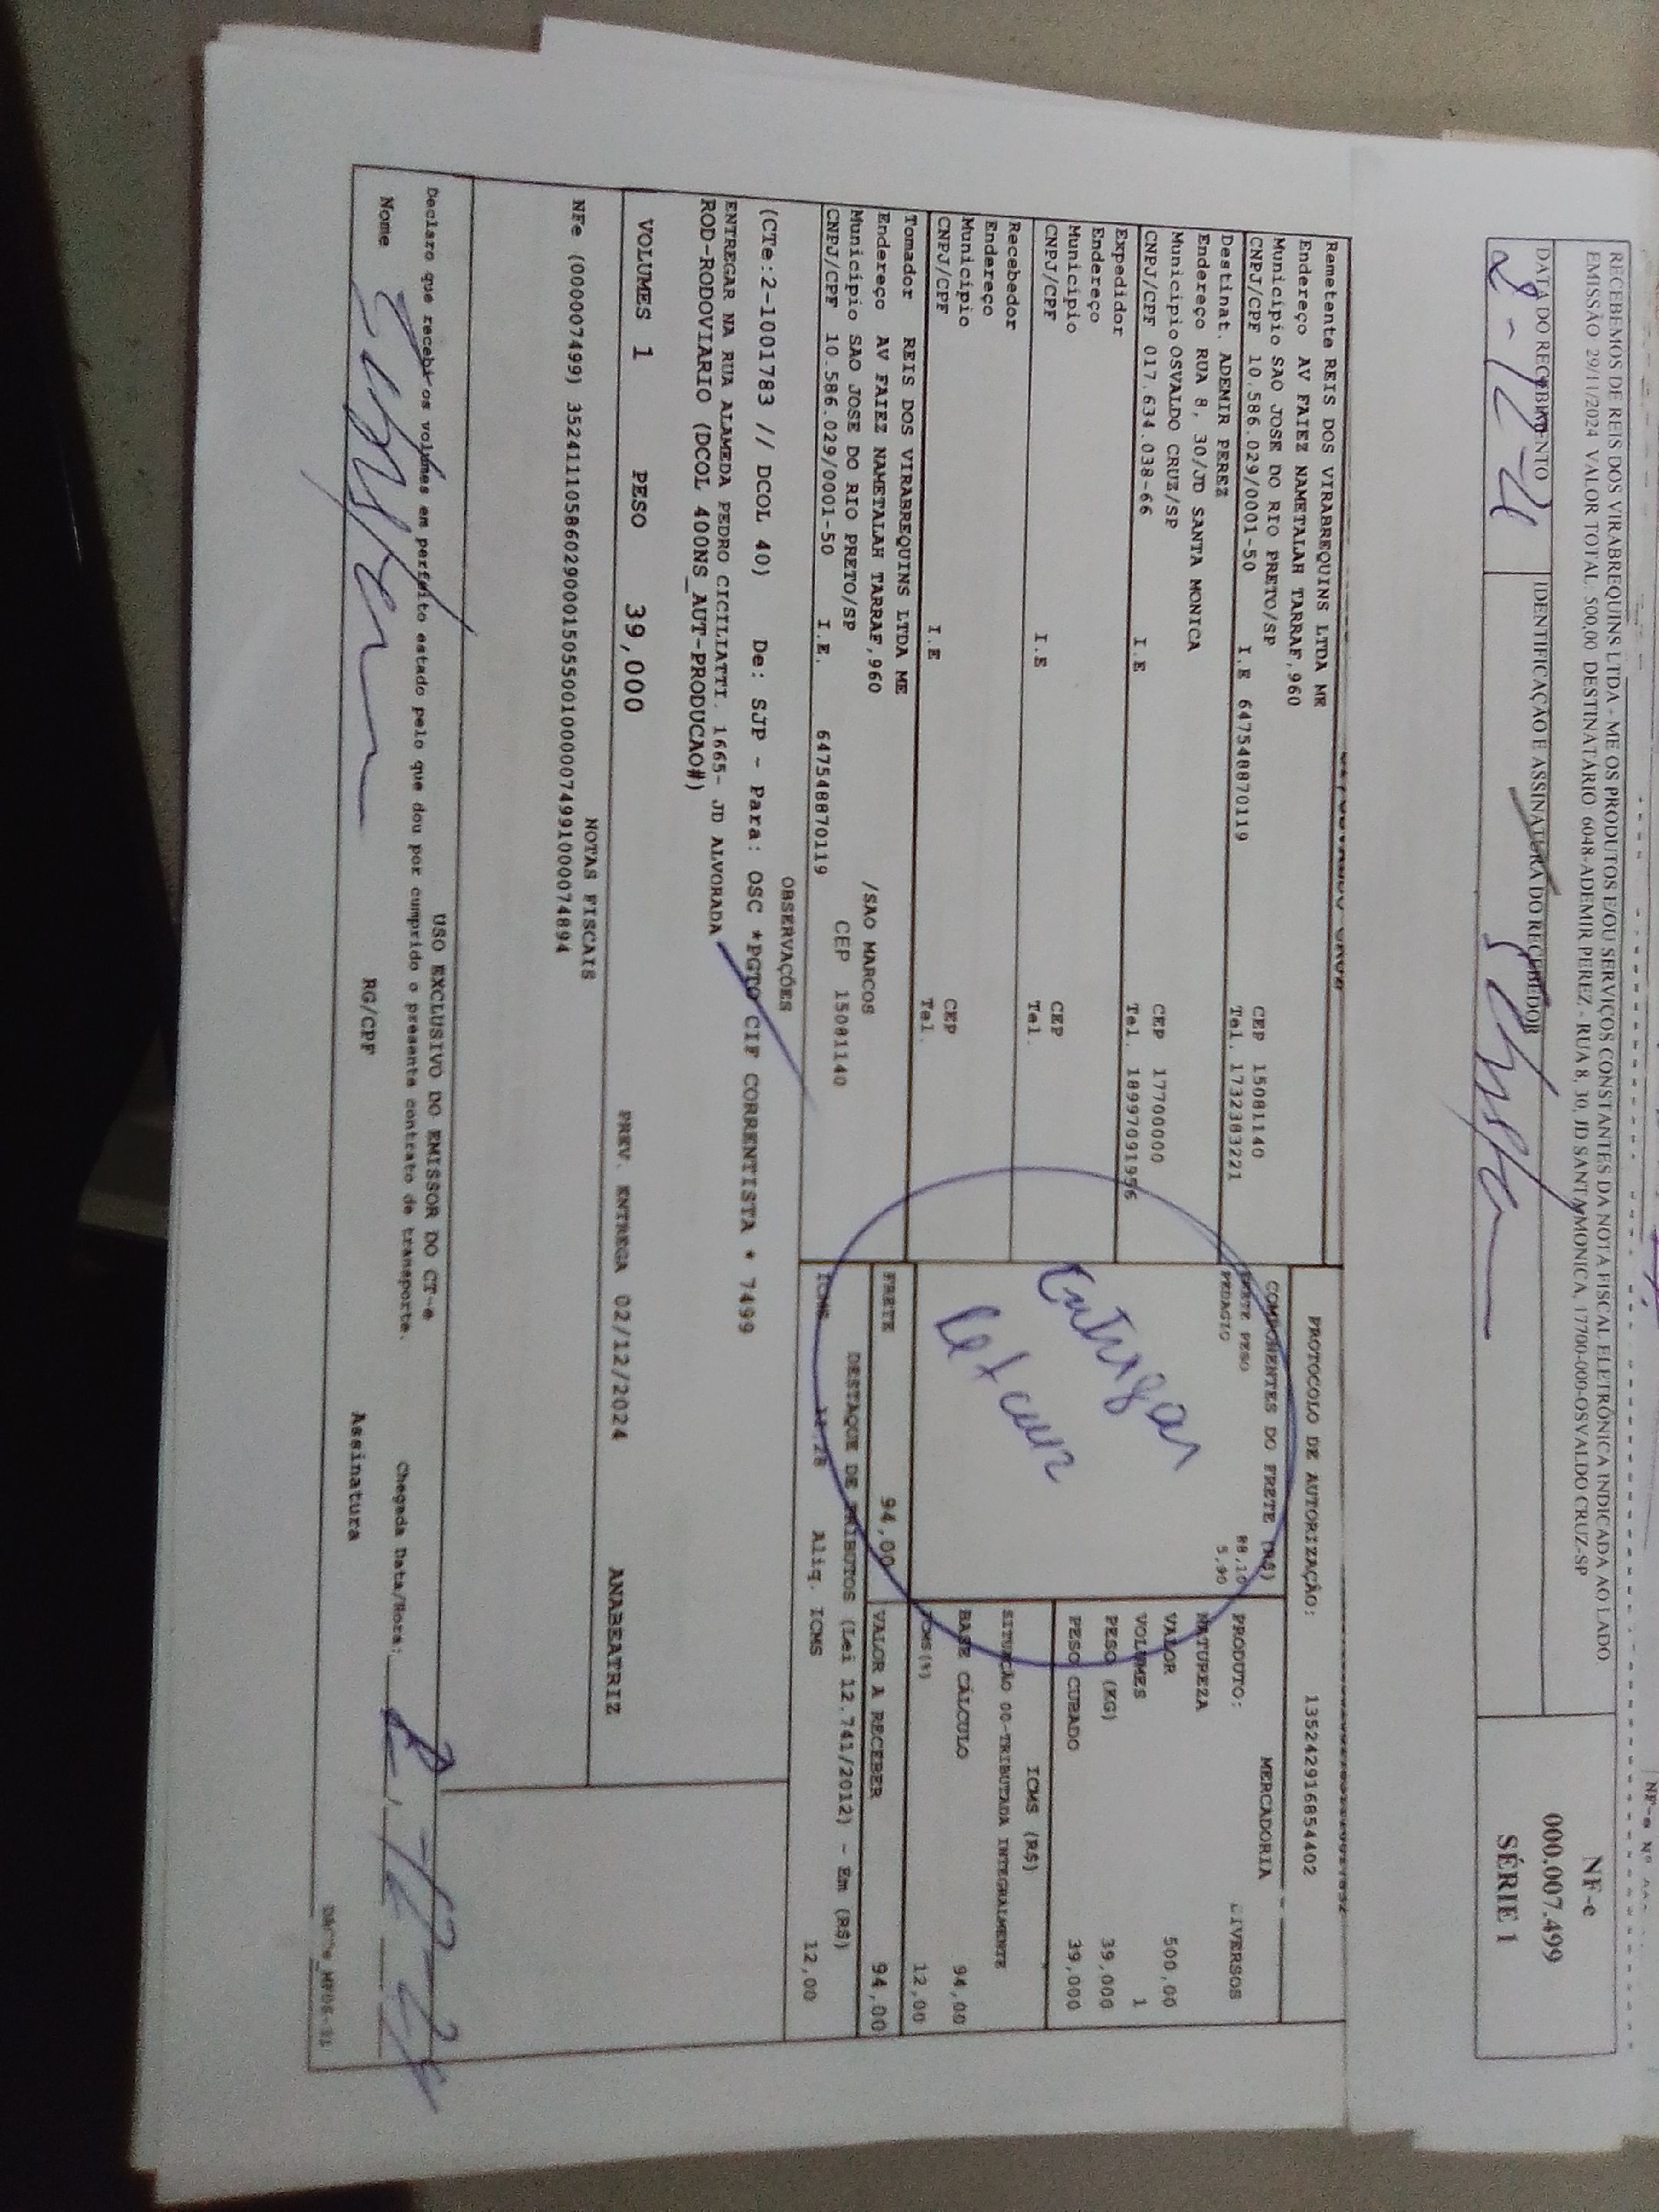 RECEBEMOS DE REIS DOS VIRABREQUINS LTDA - ME OS PRODUTOS E/OU SERVIÇOS CONSTANTES DA NOTA FISCAL ELETRÔNICA INDICADA AO LADO
EMISSÃO 29/11/2024 VALOR TOTAL 500,00 DESTINATÁRIO 6048-ADEMIR PEREZ - RUA 8, 30, JD SANTA MONICA, 17700-000-OSVALDO CRUZ-SP
DATA DO RECEBIMENTO
IDENTIFICAÇÃO E ASSINATURA DO RECEBEDOR
NF-e
000.007.499
SÉRIE 1
PROTOCOLO DE AUTORIZAÇÃO: 135242916854402
Remetente REIS DOS VIRABREQUINS LTDA ME
Endereço AV FAIEZ NAMETALAH TARRAF,960
Município SAO JOSE DO RIO PRETO/SP CEP 15081140
CNPJ/CPF 10.586.029/0001-50 I.E 647548870119 Tel. 1732383221
Destinat. ADEMIR PEREZ
Endereço RUA 8, 30/JD SANTA MONICA
Município OSVALDO CRUZ/SP CEP 17700000
CNPJ/CPF 017.634.038-66 I.E Tel. 18997091956
Expedidor
Endereço
Município CEP
CNPJ/CPF I.E Tel.
Recebedor
Endereço
Município CEP
CNPJ/CPF I.E Tel.
Tomador REIS DOS VIRABREQUINS LTDA ME
Endereço AV FAIEZ NAMETALAH TARRAF,960 /SAO MARCOS
Município SAO JOSE DO RIO PRETO/SP CEP 15081140
CNPJ/CPF 10.586.029/0001-50 I.E. 647548870119
COMPONENTES DO FRETE (R$)
FRETE PESO 88,10
PEDAGIO 5,90
Entregar
FRETE 94,00
MERCADORIA
PRODUTO: DIVERSOS
NATUREZA
VALOR 500,00
VOLUMES 1
PESO (KG) 39,000
PESO CUBADO 39,000
ICMS (R$)
SITUAÇÃO 00-TRIBUTADA INTEGRALMENTE
BASE CÁLCULO 94,00
ICMS(%) 12,00
VALOR A RECEBER 94,00
DESTAQUE DE TRIBUTOS (Lei 12.741/2012) - Em (R$)
ICMS Aliq. ICMS 12,00
OBSERVAÇÕES
(CTe:2-1001783 // DCOL 40) De: SJP - Para: OSC *PGTO CIF CORRENTISTA * 7499
ENTREGAR NA RUA ALAMEDA PEDRO CICILIATTI. 1665- JD ALVORADA
ROD-RODOVIARIO (DCOL 400NS_AUT-PRODUCAO#)
VOLUMES 1 PESO 39,000 PREV. ENTREGA 02/12/2024 ANABEATRIZ
NOTAS FISCAIS
NFe (000007499) 35241110586029000150550010000074991000074894
USO EXCLUSIVO DO EMISSOR DO CT-e
Declaro que recebi os volumes em perfeito estado pelo que dou por cumprido o presente contrato de transporte. Chegada Data/Hora:
Nome RG/CPF Assinatura